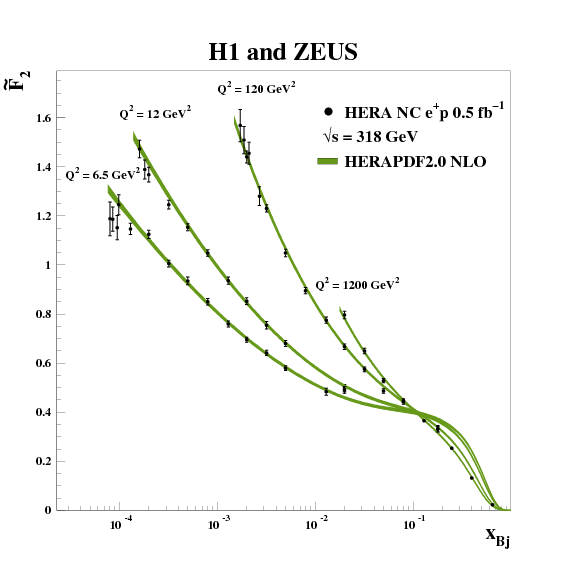 H1 and ZEUS
F̃₂
Q² = 120 GeV²
Q² = 12 GeV²
HERA NC e⁺p 0.5 fb⁻¹
√s = 318 GeV
HERAPDF2.0 NLO
Q² = 6.5 GeV²
Q² = 1200 GeV²
1.6
1.4
1.2
1
0.8
0.6
0.4
0.2
0
10⁻⁴
10⁻³
10⁻²
10⁻¹
x_Bj